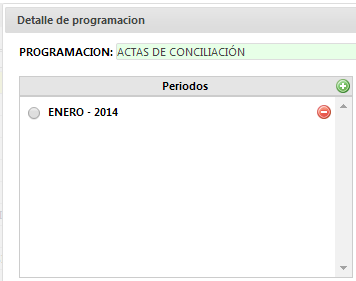 Detalle de programacion
PROGRAMACION: ACTAS DE CONCILIACIÓN
Periodos
ENERO - 2014